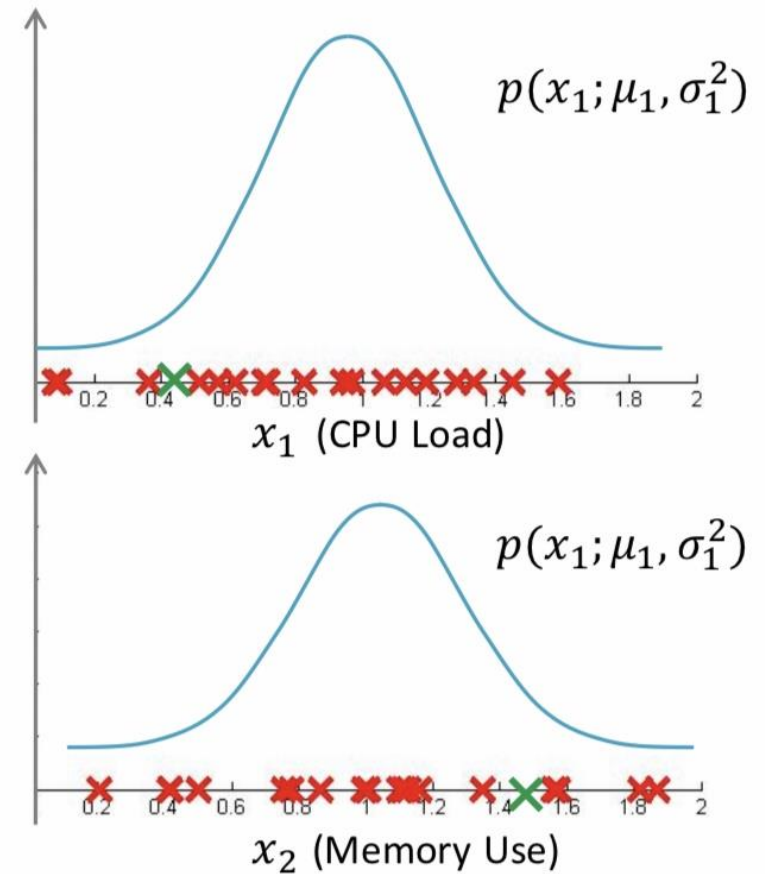 p(x₁; μ₁, σ₁²)
0.2 0.4 0.6 0.8 1 1.2 1.4 1.6 1.8 2
x₁ (CPU Load)
p(x₁; μ₁, σ₁²)
0.2 0.4 0.6 0.8 1 1.2 1.4 1.6 1.8 2
x₂ (Memory Use)